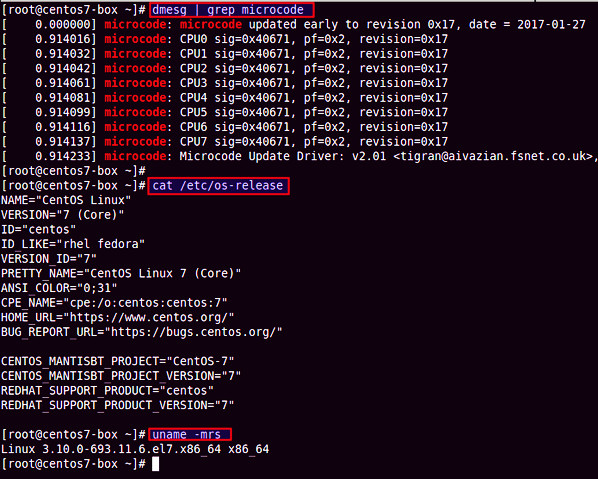 [root@centos7-box ~]# dmesg | grep microcode
[    0.000000] microcode: microcode updated early to revision 0x17, date = 2017-01-27
[    0.914016] microcode: CPU0 sig=0x40671, pf=0x2, revision=0x17
[    0.914032] microcode: CPU1 sig=0x40671, pf=0x2, revision=0x17
[    0.914042] microcode: CPU2 sig=0x40671, pf=0x2, revision=0x17
[    0.914061] microcode: CPU3 sig=0x40671, pf=0x2, revision=0x17
[    0.914081] microcode: CPU4 sig=0x40671, pf=0x2, revision=0x17
[    0.914099] microcode: CPU5 sig=0x40671, pf=0x2, revision=0x17
[    0.914116] microcode: CPU6 sig=0x40671, pf=0x2, revision=0x17
[    0.914137] microcode: CPU7 sig=0x40671, pf=0x2, revision=0x17
[    0.914233] microcode: Microcode Update Driver: v2.01 <tigran@aivazian.fsnet.co.uk>,
[root@centos7-box ~]#
[root@centos7-box ~]# cat /etc/os-release
NAME="CentOS Linux"
VERSION="7 (Core)"
ID="centos"
ID_LIKE="rhel fedora"
VERSION_ID="7"
PRETTY_NAME="CentOS Linux 7 (Core)"
ANSI_COLOR="0;31"
CPE_NAME="cpe:/o:centos:centos:7"
HOME_URL="https://www.centos.org/"
BUG_REPORT_URL="https://bugs.centos.org/"
CENTOS_MANTISBT_PROJECT="CentOS-7"
CENTOS_MANTISBT_PROJECT_VERSION="7"
REDHAT_SUPPORT_PRODUCT="centos"
REDHAT_SUPPORT_PRODUCT_VERSION="7"
[root@centos7-box ~]# uname -mrs
Linux 3.10.0-693.11.6.el7.x86_64 x86_64
[root@centos7-box ~]#